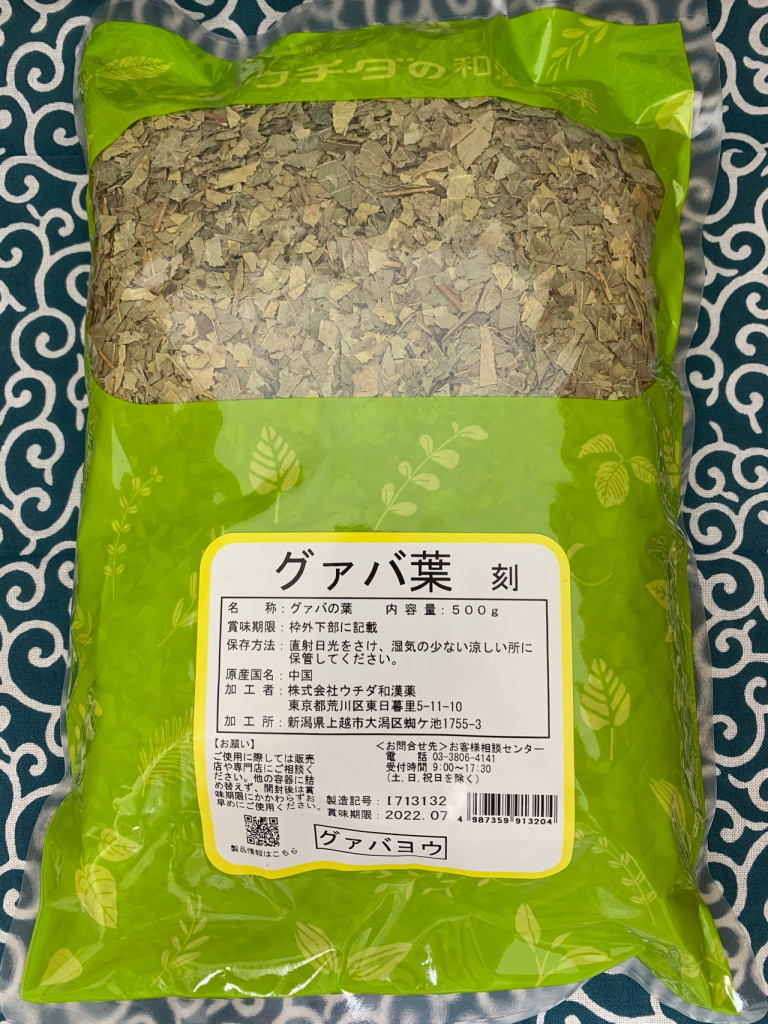 ウチダの和漢
グァバ葉 刻
名 称：グァバの葉 内 容 量：５００ｇ
賞味期限：枠外下部に記載
保存方法：直射日光をさけ、湿気の少ない涼しい所に
保管してください。
原産国名：中国
加 工 者：株式会社ウチダ和漢薬
東京都荒川区東日暮里5-11-10
加 工 所：新潟県上越市大潟区蜘ケ池1755-3
【お願い】
ご使用に際しては販売
店や専門店にご相談く
ださい。他の容器に詰
め替えず、開封後は賞
味期限にかかわらずお
早めにご使用ください。
＜お問合せ先＞お客様相談センター
電 話 03-3806-4141
受付時間 9:00～17:30
(土,日,祝日を除く)
製造記号：I713132
賞味期限：2022.07
4 987359 913204
製品情報はこちら
グァバヨウ